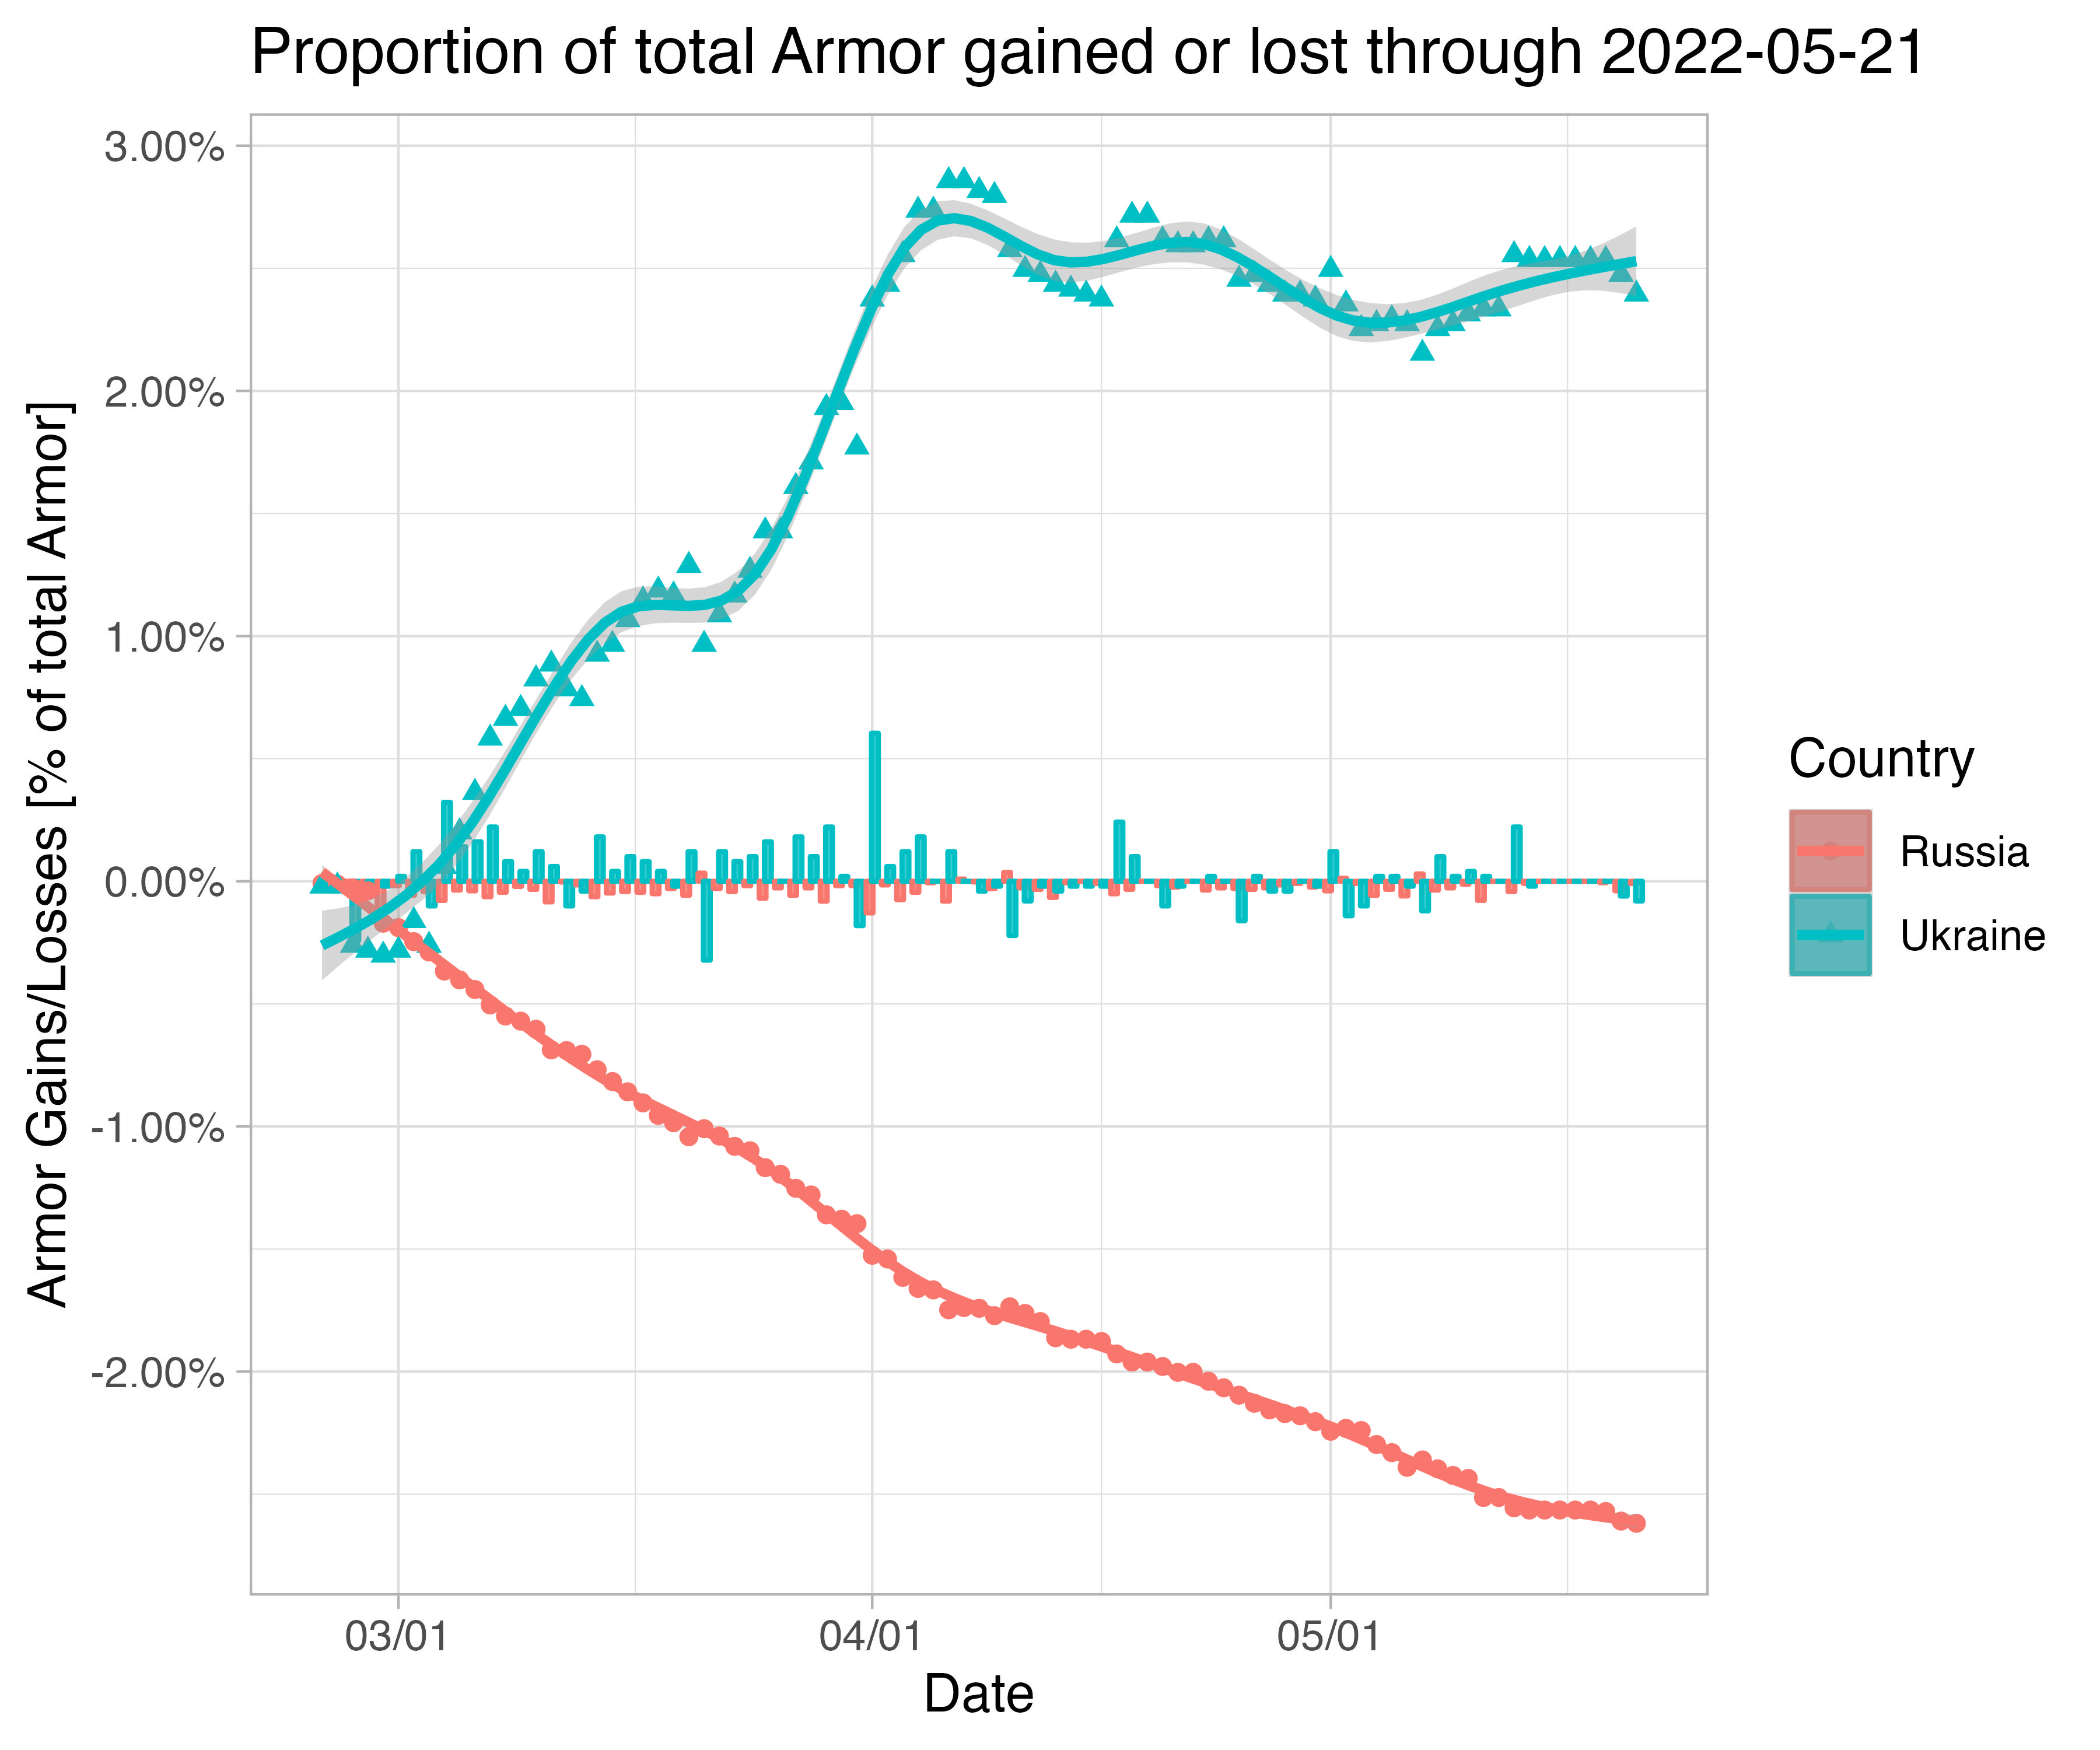 Proportion of total Armor gained or lost through 2022-05-21
Armor Gains/Losses [% of total Armor]
3.00%
2.00%
1.00%
0.00%
-1.00%
-2.00%
03/01
04/01
05/01
Date
Country
Russia
Ukraine